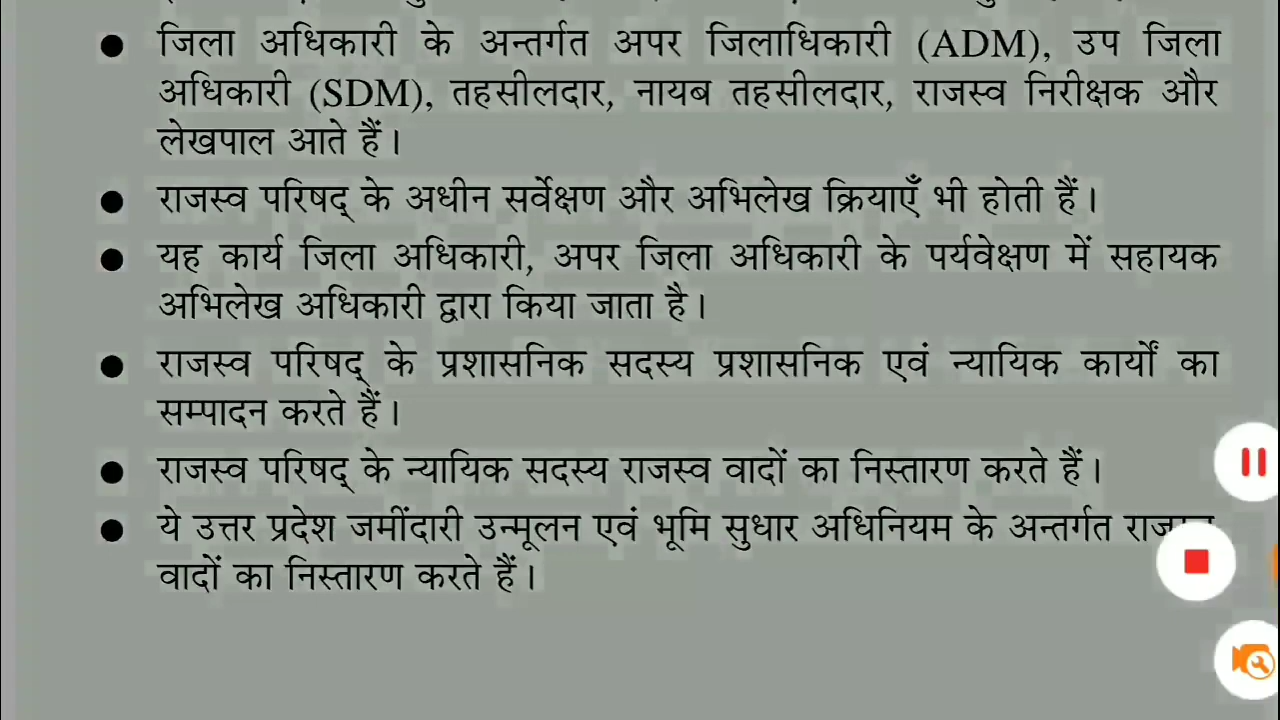 ● जिला अधिकारी के अन्तर्गत अपर जिलाधिकारी (ADM), उप जिला
अधिकारी (SDM), तहसीलदार, नायब तहसीलदार, राजस्व निरीक्षक और
लेखपाल आते हैं।
● राजस्व परिषद् के अधीन सर्वेक्षण और अभिलेख क्रियाएँ भी होती हैं।
● यह कार्य जिला अधिकारी, अपर जिला अधिकारी के पर्यवेक्षण में सहायक
अभिलेख अधिकारी द्वारा किया जाता है।
● राजस्व परिषद् के प्रशासनिक सदस्य प्रशासनिक एवं न्यायिक कार्यों का
सम्पादन करते हैं।
● राजस्व परिषद् के न्यायिक सदस्य राजस्व वादों का निस्तारण करते हैं।
● ये उत्तर प्रदेश जमींदारी उन्मूलन एवं भूमि सुधार अधिनियम के अन्तर्गत
वादों का निस्तारण करते हैं।